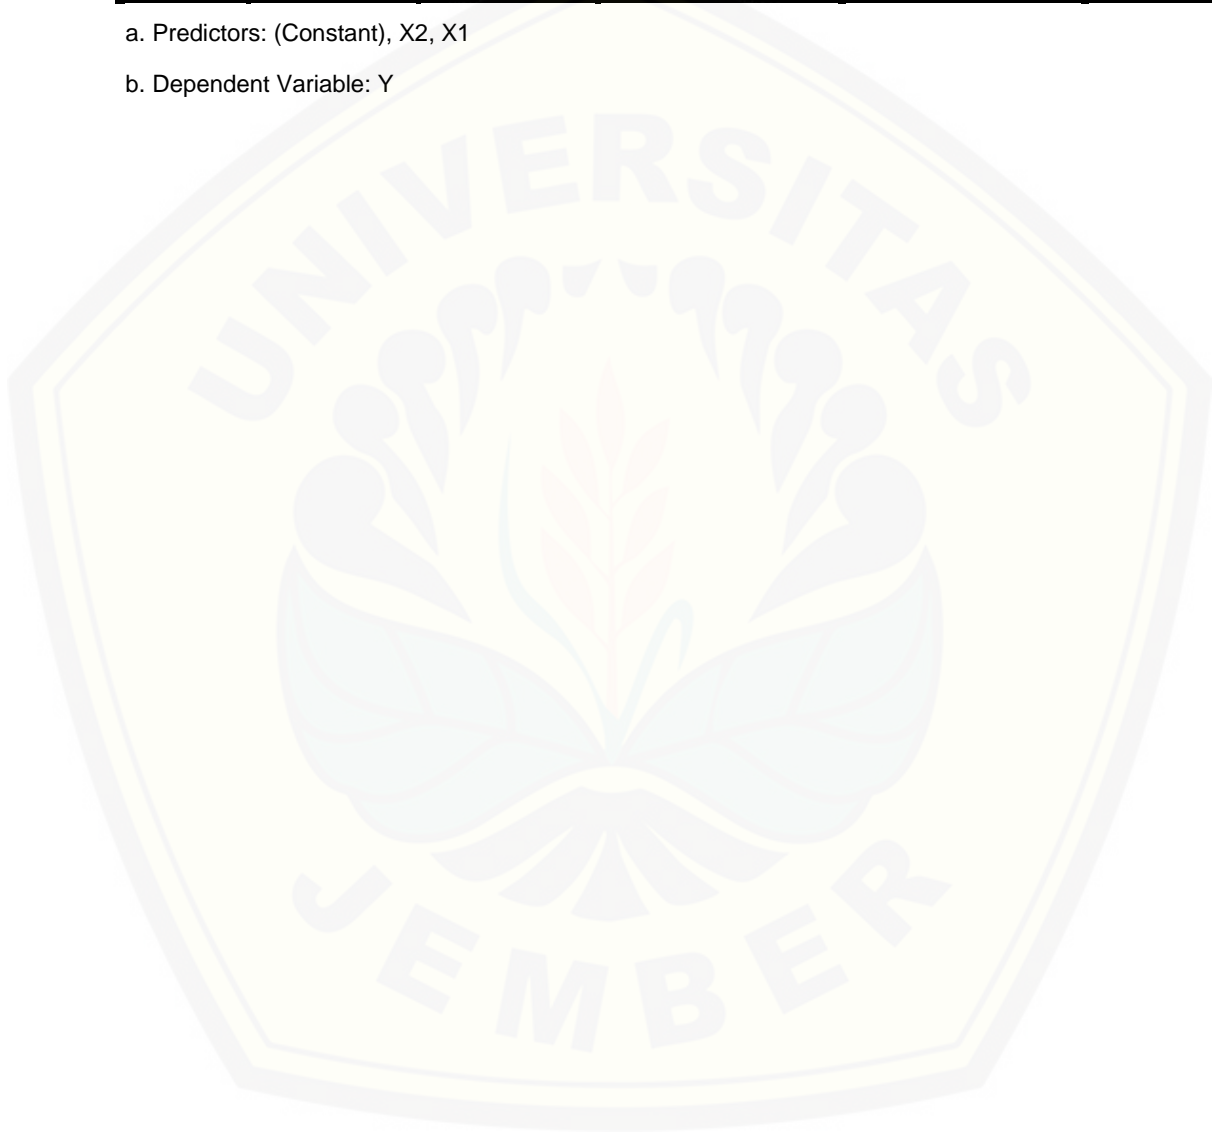 a. Predictors: (Constant), X2, X1
b. Dependent Variable: Y
UNIVERSITAS
JEMBER